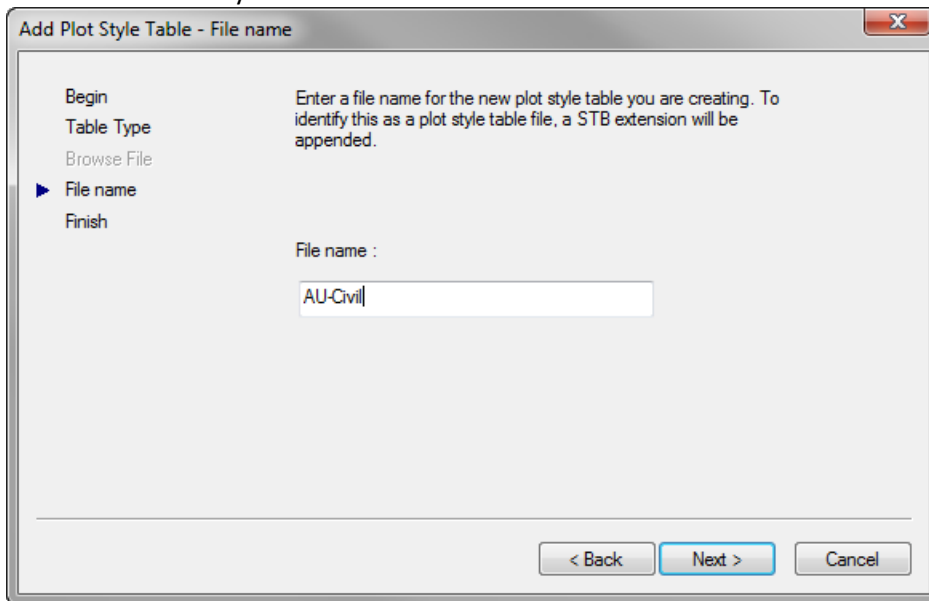 Add Plot Style Table - File name
Begin
Table Type
Browse File
File name
Finish
Enter a file name for the new plot style table you are creating. To
identify this as a plot style table file, a STB extension will be
appended.
File name :
AU-Civil
< Back
Next >
Cancel